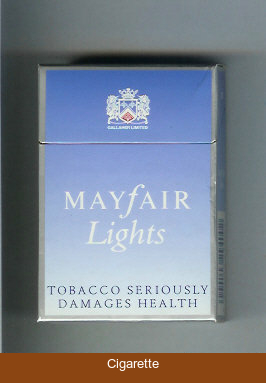 GALLAHER LIMITED
MAYfAIR
Lights
TOBACCO SERIOUSLY
DAMAGES HEALTH
Cigarette